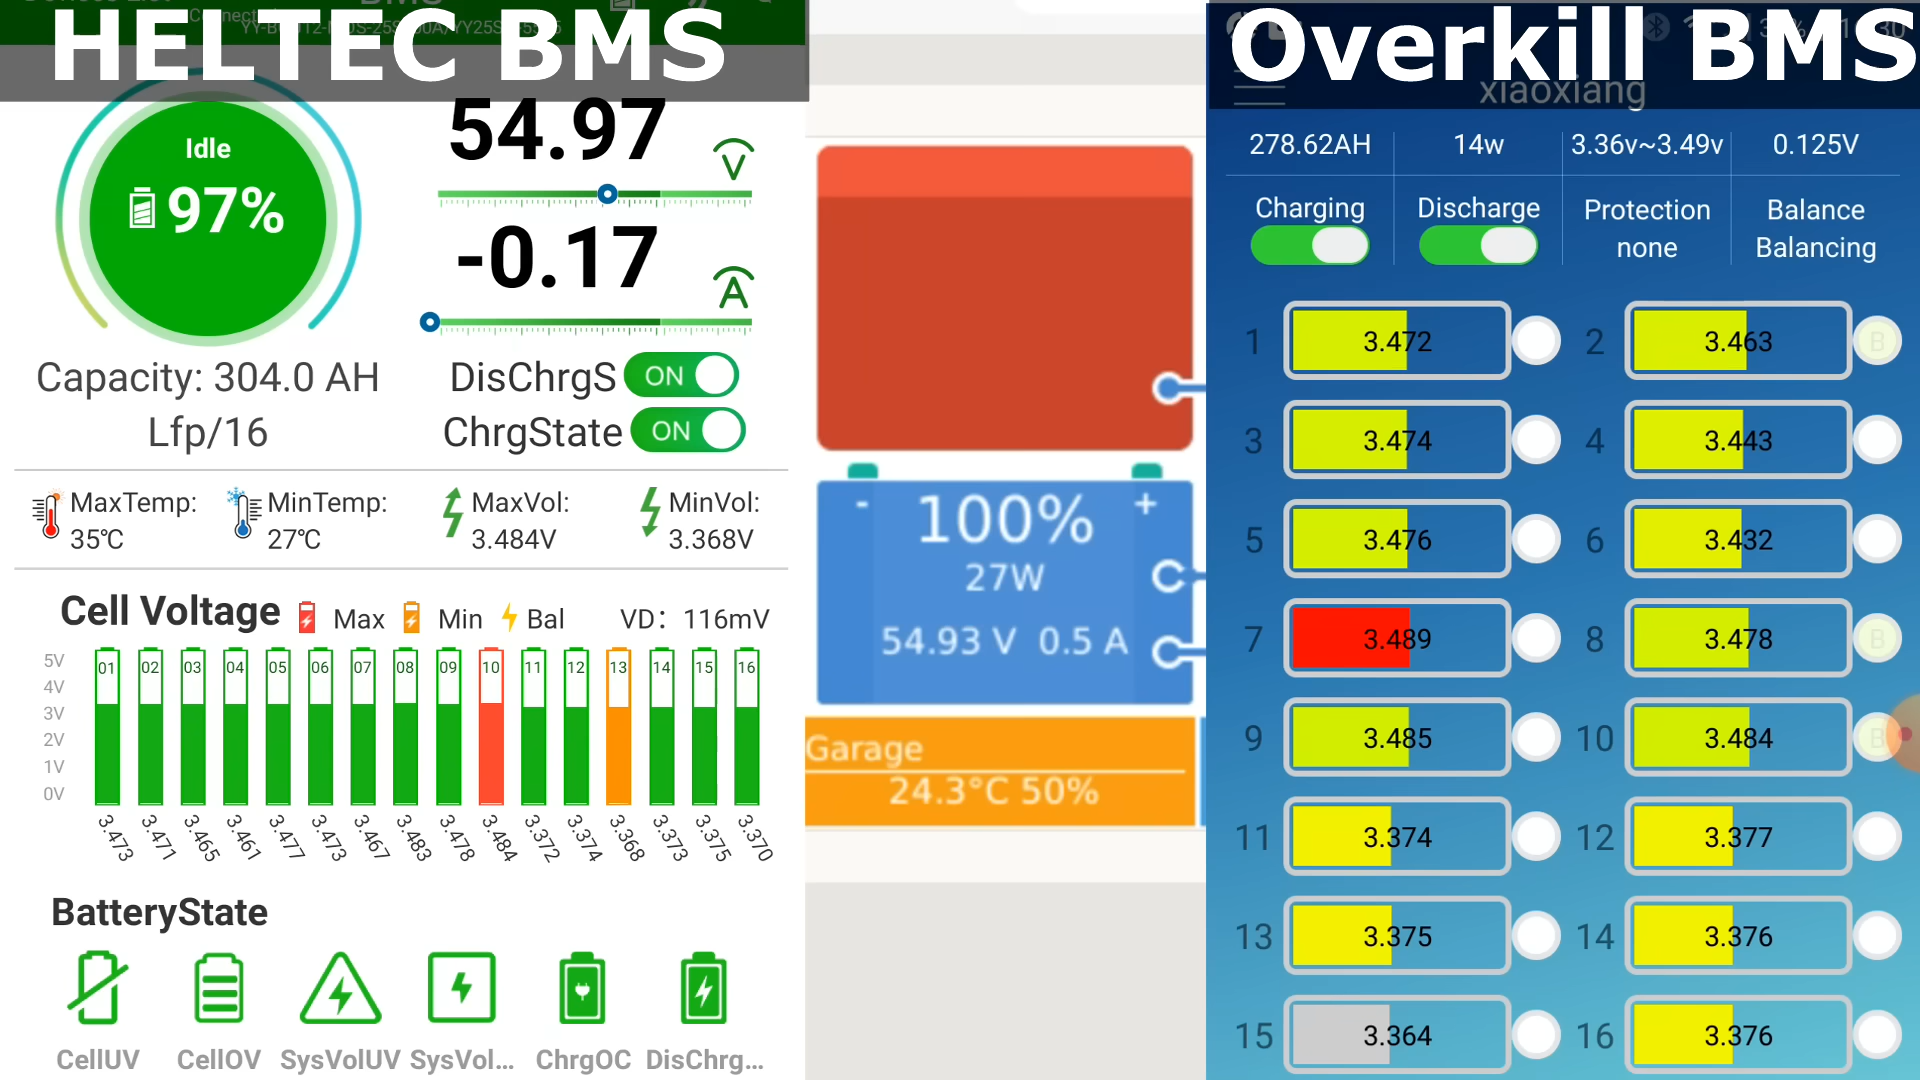 HELTEC BMS
Idle
97%
54.97 V
-0.17 A
Capacity: 304.0 AH
Lfp/16
DisChrgS ON
ChrgState ON
MaxTemp: 35℃
MinTemp: 27℃
MaxVol: 3.484V
MinVol: 3.368V
Cell Voltage Max Min Bal VD: 116mV
5V
4V
3V
2V
1V
0V
01 02 03 04 05 06 07 08 09 10 11 12 13 14 15 16
3.473 3.471 3.465 3.461 3.477 3.473 3.467 3.483 3.478 3.484 3.372 3.374 3.368 3.373 3.375 3.370
BatteryState
CellUV CellOV SysVolUV SysVol... ChrgOC DisChrg...
- 100% +
27W
54.93 V 0.5 A
Garage
24.3°C 50%
Overkill BMS
xiaoxiang
278.62AH 14w 3.36v~3.49v 0.125V
Charging Discharge Protection Balance
none Balancing
1 3.472 2 3.463 B
3 3.474 4 3.443
5 3.476 6 3.432
7 3.489 8 3.478 B
9 3.485 10 3.484 B
11 3.374 12 3.377
13 3.375 14 3.376
15 3.364 16 3.376